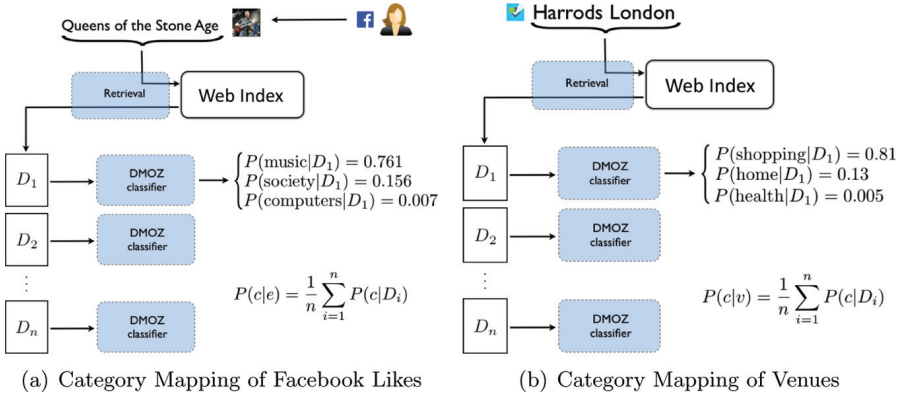 Queens of the Stone Age
Retrieval
Web Index
D₁
DMOZ
classifier
P(music|D₁) = 0.761
P(society|D₁) = 0.156
P(computers|D₁) = 0.007
D₂
DMOZ
classifier
⋮
P(c|e) = 1/n ∑ⁿᵢ₌₁ P(c|Dᵢ)
Dₙ
DMOZ
classifier
(a) Category Mapping of Facebook Likes
Harrods London
Retrieval
Web Index
D₁
DMOZ
classifier
P(shopping|D₁) = 0.81
P(home|D₁) = 0.13
P(health|D₁) = 0.005
D₂
DMOZ
classifier
⋮
P(c|v) = 1/n ∑ⁿᵢ₌₁ P(c|Dᵢ)
Dₙ
DMOZ
classifier
(b) Category Mapping of Venues